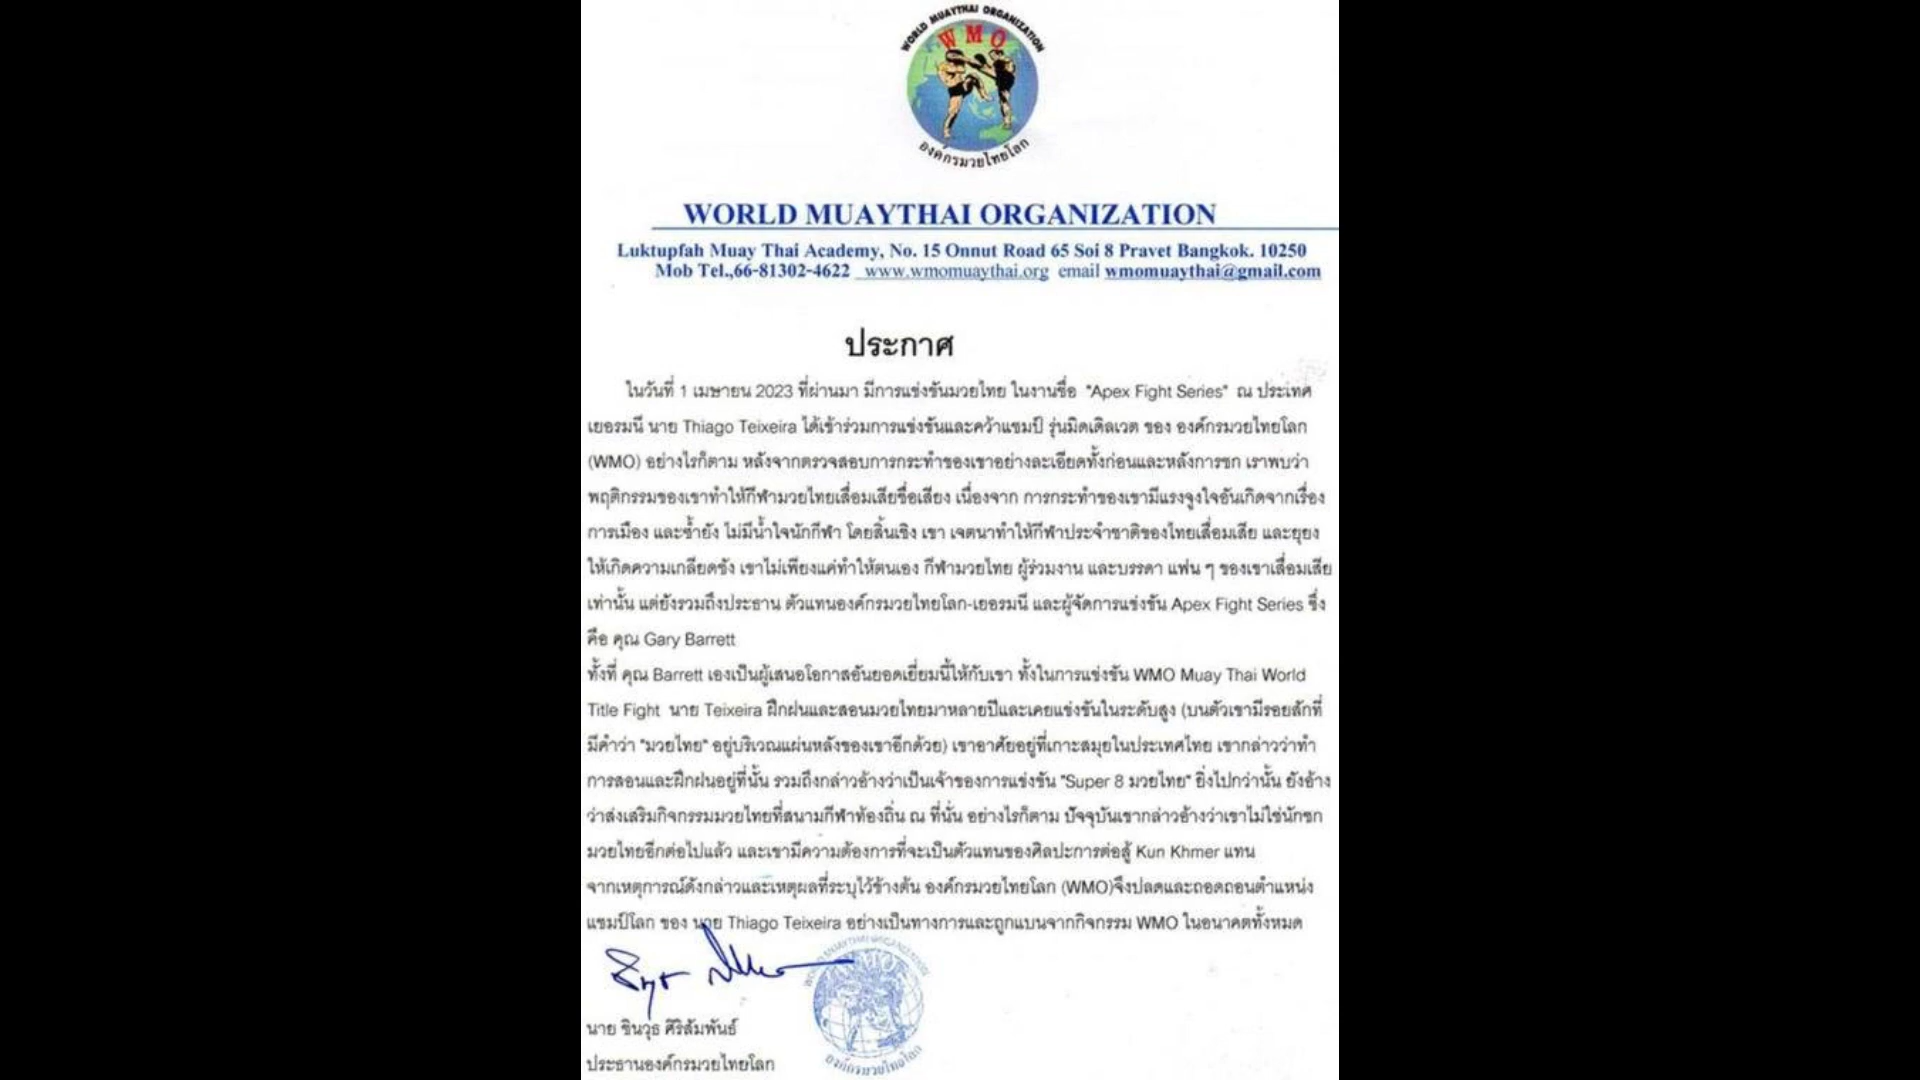 WORLD MUAYTHAI ORGANIZATION
WMO
องค์กรมวยไทยโลก
WORLD MUAYTHAI ORGANIZATION
Luktupfah Muay Thai Academy, No. 15 Onnut Road 65 Soi 8 Pravet Bangkok. 10250
Mob Tel.,66-81302-4622 www.wmomuaythai.org email wmomuaythai@gmail.com
ประกาศ
ในวันที่ 1 เมษายน 2023 ที่ผ่านมา มีการแข่งขันมวยไทย ในงานชื่อ "Apex Fight Series" ณ ประเทศ
เยอรมนี นาย Thiago Teixeira ได้เข้าร่วมการแข่งขันและคว้าแชมป์ รุ่นมิดเดิลเวต ของ องค์กรมวยไทยโลก
(WMO) อย่างไรก็ตาม หลังจากตรวจสอบการกระทำของเขาอย่างละเอียดทั้งก่อนและหลังการชก เราพบว่า
พฤติกรรมของเขาทำให้กีฬามวยไทยเสื่อมเสียชื่อเสียง เนื่องจาก การกระทำของเขามีแรงจูงใจอันเกิดจากเรื่อง
การเมือง และซ้ำยัง ไม่มีน้ำใจนักกีฬา โดยสิ้นเชิง เขา เจตนาทำให้กีฬาประจำชาติของไทยเสื่อมเสีย และยุยง
ให้เกิดความเกลียดชัง เขาไม่เพียงแค่ทำให้ตนเอง กีฬามวยไทย ผู้ร่วมงาน และบรรดา แฟน ๆ ของเขาเสื่อมเสีย
เท่านั้น แต่ยังรวมถึงประธาน ตัวแทนองค์กรมวยไทยโลก-เยอรมนี และผู้จัดการแข่งขัน Apex Fight Series ซึ่ง
คือ คุณ Gary Barrett
ทั้งที่ คุณ Barrett เองเป็นผู้เสนอโอกาสอันยอดเยี่ยมนี้ให้กับเขา ทั้งในการแข่งขัน WMO Muay Thai World
Title Fight นาย Teixeira ฝึกฝนและสอนมวยไทยมาหลายปีและเคยแข่งขันในระดับสูง (บนตัวเขามีรอยสักที่
มีคำว่า "มวยไทย" อยู่บริเวณแผ่นหลังของเขาอีกด้วย) เขาอาศัยอยู่ที่เกาะสมุยในประเทศไทย เขากล่าวว่าทำ
การสอนและฝึกฝนอยู่ที่นั้น รวมถึงกล่าวอ้างว่าเป็นเจ้าของการแข่งขัน "Super 8 มวยไทย" ยิ่งไปกว่านั้น ยังอ้าง
ว่าส่งเสริมกิจกรรมมวยไทยที่สนามกีฬาท้องถิ่น ณ ที่นั่น อย่างไรก็ตาม ปัจจุบันเขากล่าวอ้างว่าเขาไม่ใช่นักชก
มวยไทยอีกต่อไปแล้ว และเขามีความต้องการที่จะเป็นตัวแทนของศิลปะการต่อสู้ Kun Khmer แทน
จากเหตุการณ์ดังกล่าวและเหตุผลที่ระบุไว้ข้างต้น องค์กรมวยไทยโลก (WMO)จึงปลดและถอดถอนตำแหน่ง
แชมป์โลก ของ นาย Thiago Teixeira อย่างเป็นทางการและถูกแบนจากกิจกรรม WMO ในอนาคตทั้งหมด
WORLD MUAYTHAI ORGANIZATION
WMO
องค์กรมวยไทยโลก
นาย ชินวุธ ศิริสัมพันธ์
ประธานองค์กรมวยไทยโลก